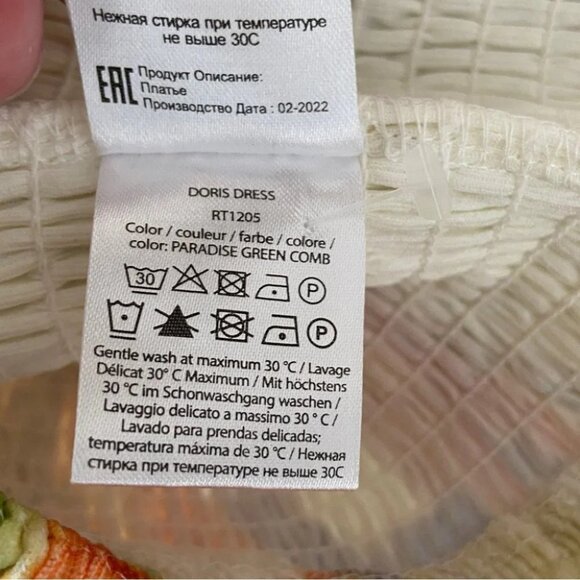 Нежная стирка при температуре
не выше 30С
EAC
Продукт Описание:
Платье
Производство Дата : 02-2022
DORIS DRESS
RT1205
Color / couleur / farbe / colore /
color: PARADISE GREEN COMB
30 P
P
Gentle wash at maximum 30 °C / Lavage
Délicat 30° C Maximum / Mit höchstens
30 °C im Schonwaschgang waschen /
Lavaggio delicato a massimo 30 ° C /
Lavado para prendas delicadas;
temperatura máxima de 30 °C / Нежная
стирка при температуре не выше 30С